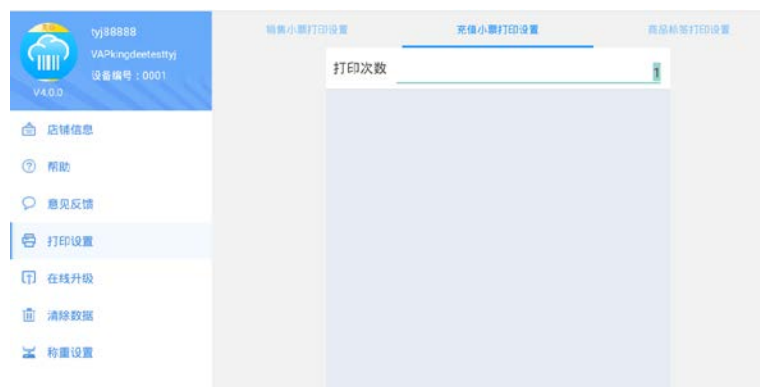 tyj38888
VAPkingdeetesttyj
设备编号：0001
V4.0.0
店铺信息
帮助
意见反馈
打印设置
在线升级
清除数据
称重设置
销售小票打印设置
充值小票打印设置
商品标签打印设置
打印次数
1